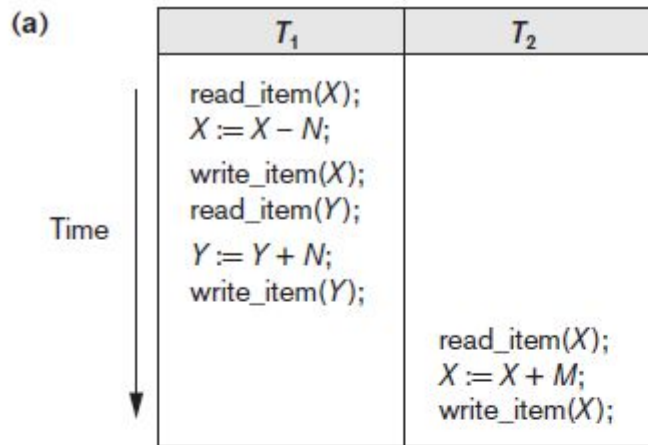 (a)
T₁ T₂
read_item(X);
X := X – N;
write_item(X);
read_item(Y);
Time
Y := Y + N;
write_item(Y);
read_item(X);
X := X + M;
write_item(X);